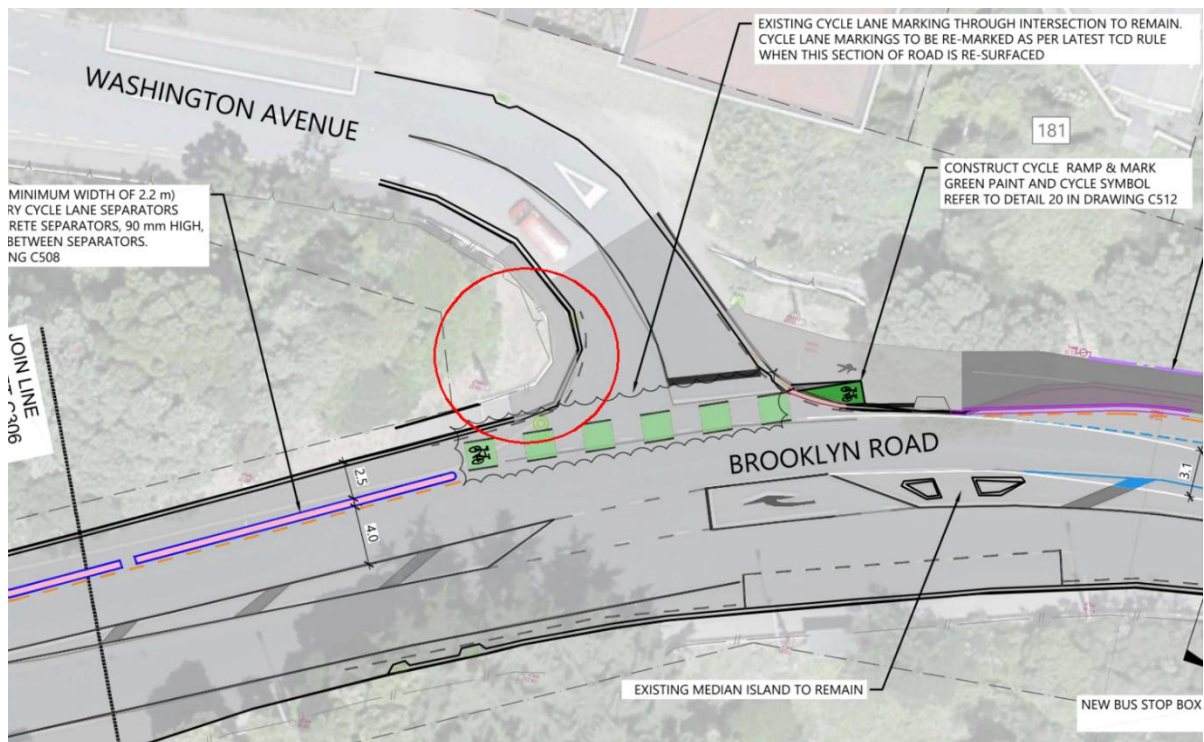 EXISTING CYCLE LANE MARKING THROUGH INTERSECTION TO REMAIN.
CYCLE LANE MARKINGS TO BE RE-MARKED AS PER LATEST TCD RULE
WHEN THIS SECTION OF ROAD IS RE-SURFACED
WASHINGTON AVENUE
181
CONSTRUCT CYCLE RAMP & MARK
GREEN PAINT AND CYCLE SYMBOL
REFER TO DETAIL 20 IN DRAWING C512
MINIMUM WIDTH OF 2.2 m)
RY CYCLE LANE SEPARATORS
RETE SEPARATORS, 90 mm HIGH,
BETWEEN SEPARATORS.
NG C508
JOIN LINE
C306
BROOKLYN ROAD
2.5
4.0
3.1
EXISTING MEDIAN ISLAND TO REMAIN
NEW BUS STOP BOX